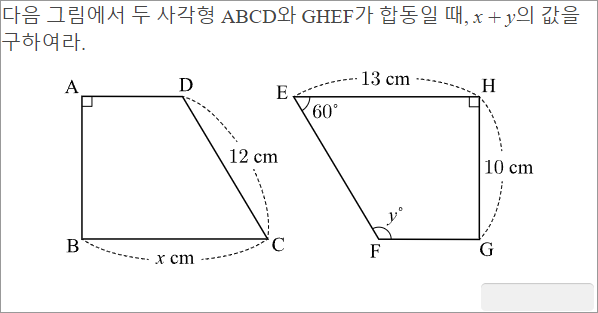 다음 그림에서 두 사각형 ABCD와 GHEF가 합동일 때, x + y의 값을
구하여라.
A
D
E
13 cm
H
60°
12 cm
10 cm
y°
B
C
x cm
F
G